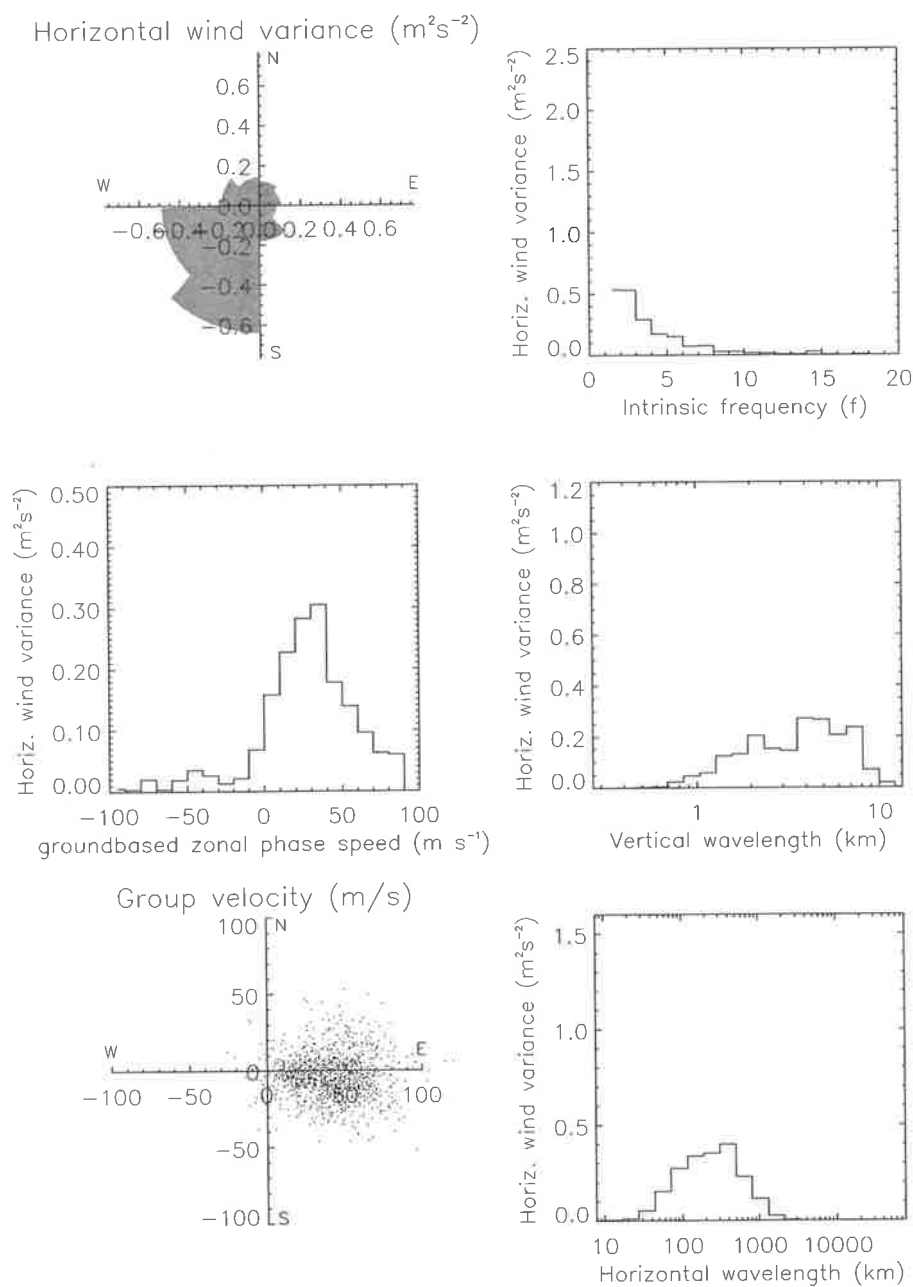 Horizontal wind variance (m²s⁻²)
N
0.6
0.4
0.2
W
E
0.0
−0.6 −0.4 −0.2 0.0 0.2 0.4 0.6
−0.2
−0.4
−0.6
S
Horiz. wind variance (m²s⁻²)
2.5
2.0
1.5
1.0
0.5
0.0
0 5 10 15 20
Intrinsic frequency (f)
Horiz. wind variance (m²s⁻²)
0.50
0.40
0.30
0.20
0.10
0.00
−100 −50 0 50 100
groundbased zonal phase speed (m s⁻¹)
Horiz. wind variance (m²s⁻²)
1.2
1.0
0.8
0.6
0.4
0.2
0.0
1 10
Vertical wavelength (km)
Group velocity (m/s)
100
N
50
W
E
0
−100 −50 0 50 100
−50
−100
S
Horiz. wind variance (m²s⁻²)
1.5
1.0
0.5
0.0
10 100 1000 10000
Horizontal wavelength (km)